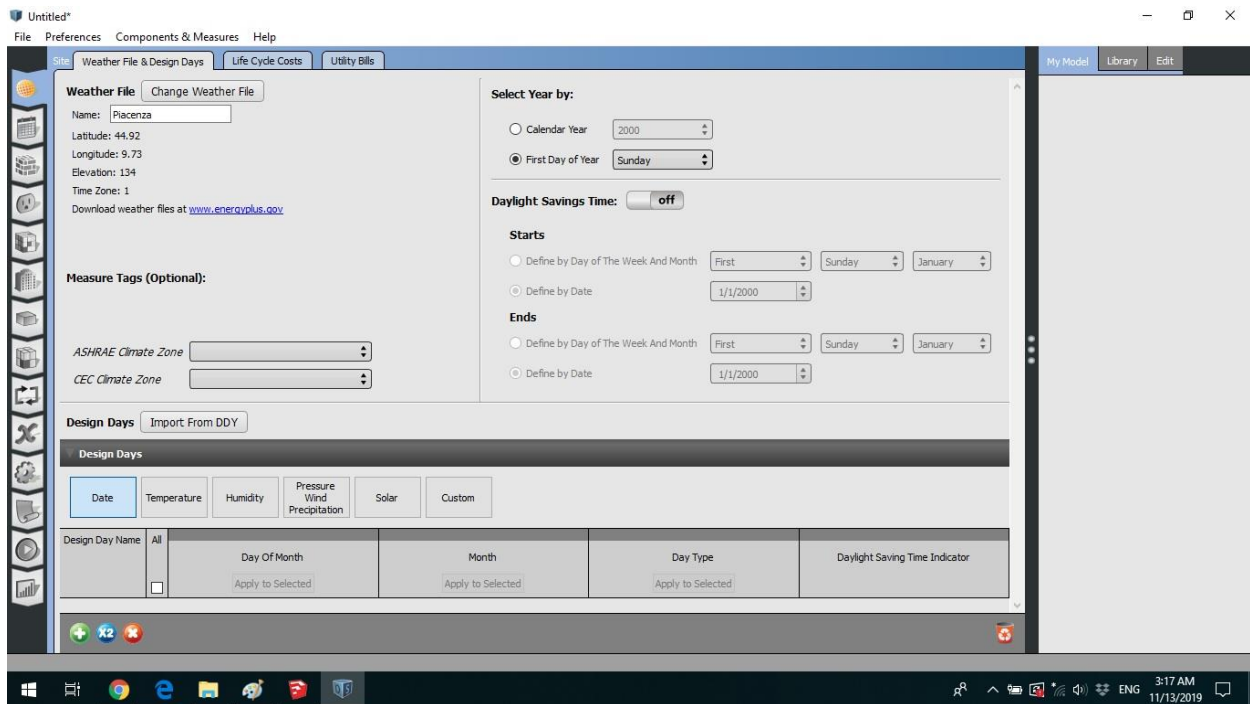 Untitled*
File Preferences Components & Measures Help
Site Weather File & Design Days Life Cycle Costs Utility Bills
My Model Library Edit
Weather File Change Weather File
Name: Piacenza
Latitude: 44.92
Longitude: 9.73
Elevation: 134
Time Zone: 1
Download weather files at www.energyplus.gov
Measure Tags (Optional):
ASHRAE Climate Zone
CEC Climate Zone
Select Year by:
Calendar Year 2000
First Day of Year Sunday
Daylight Savings Time: off
Starts
Define by Day of The Week And Month First Sunday January
Define by Date 1/1/2000
Ends
Define by Day of The Week And Month First Sunday January
Define by Date 1/1/2000
Design Days Import From DDY
Design Days
Date Temperature Humidity Pressure Wind Precipitation Solar Custom
Design Day Name All Day Of Month Month Day Type Daylight Saving Time Indicator
Apply to Selected Apply to Selected Apply to Selected
X2
ENG 3:17 AM
11/13/2019